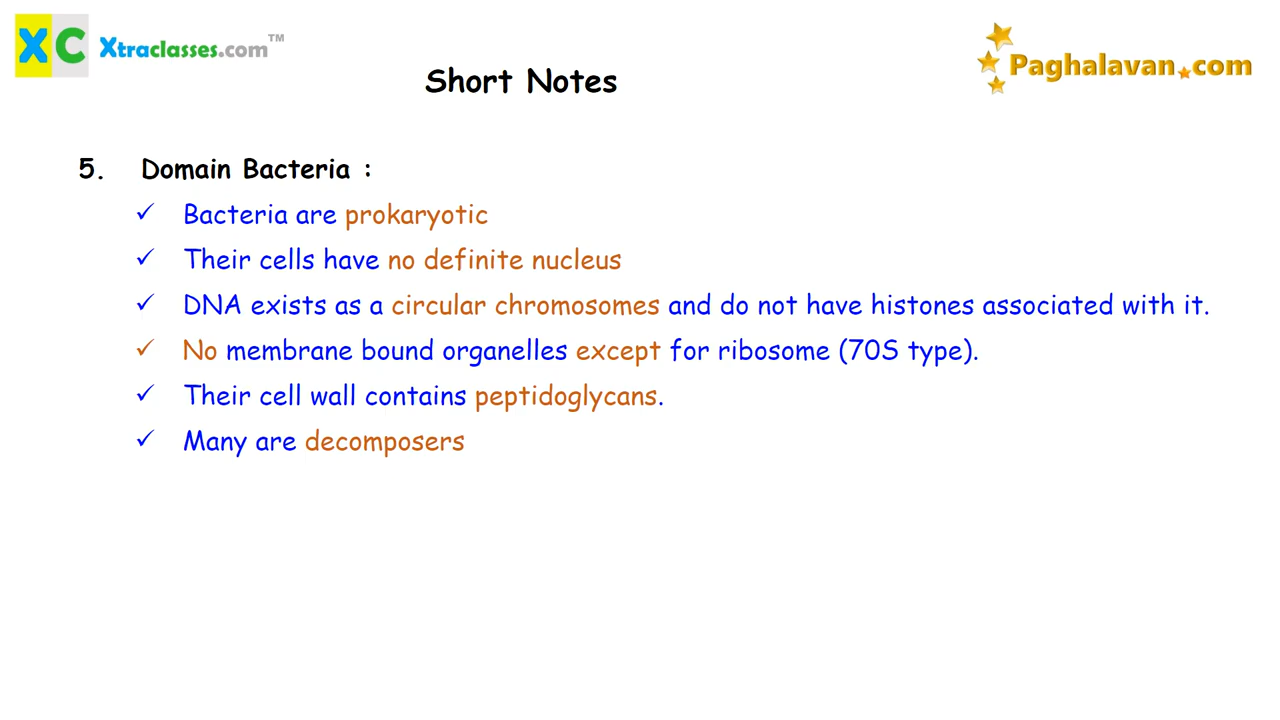 XC Xtraclasses.com™
Paghalavan.com
Short Notes
5. Domain Bacteria :
✓ Bacteria are prokaryotic
✓ Their cells have no definite nucleus
✓ DNA exists as a circular chromosomes and do not have histones associated with it.
✓ No membrane bound organelles except for ribosome (70S type).
✓ Their cell wall contains peptidoglycans.
✓ Many are decomposers